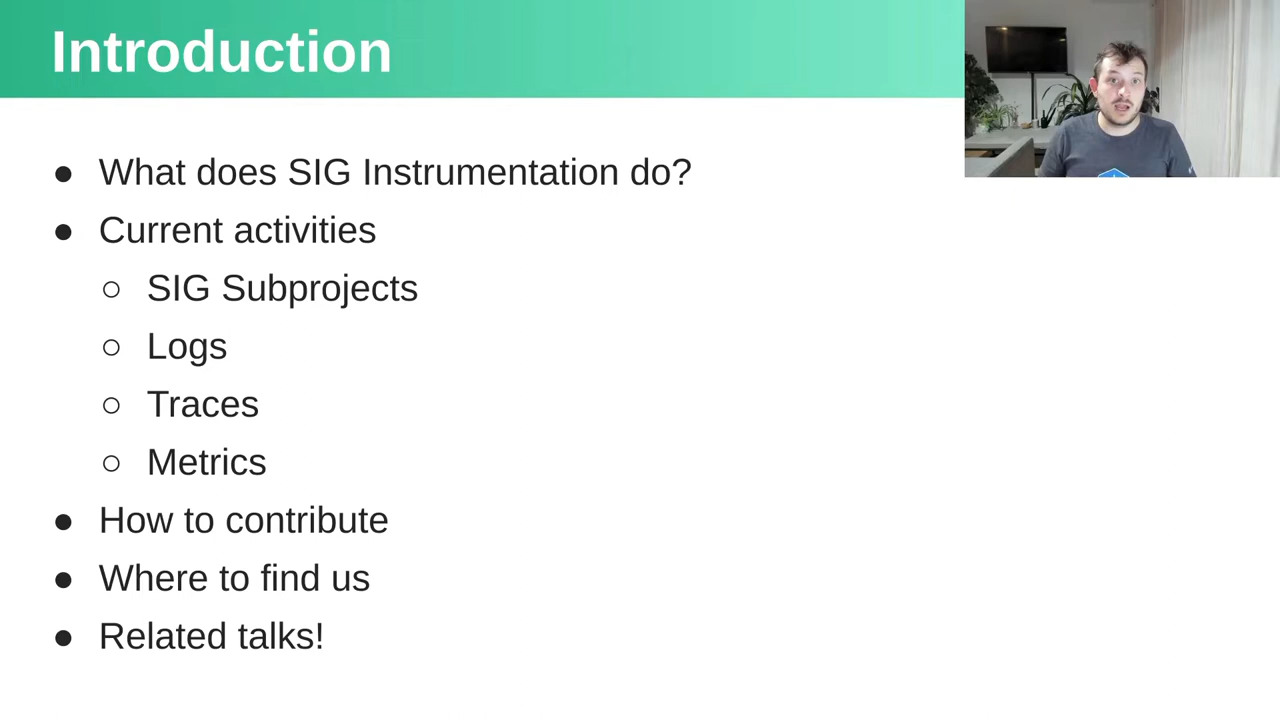 Introduction
● What does SIG Instrumentation do?
● Current activities
○ SIG Subprojects
○ Logs
○ Traces
○ Metrics
● How to contribute
● Where to find us
● Related talks!